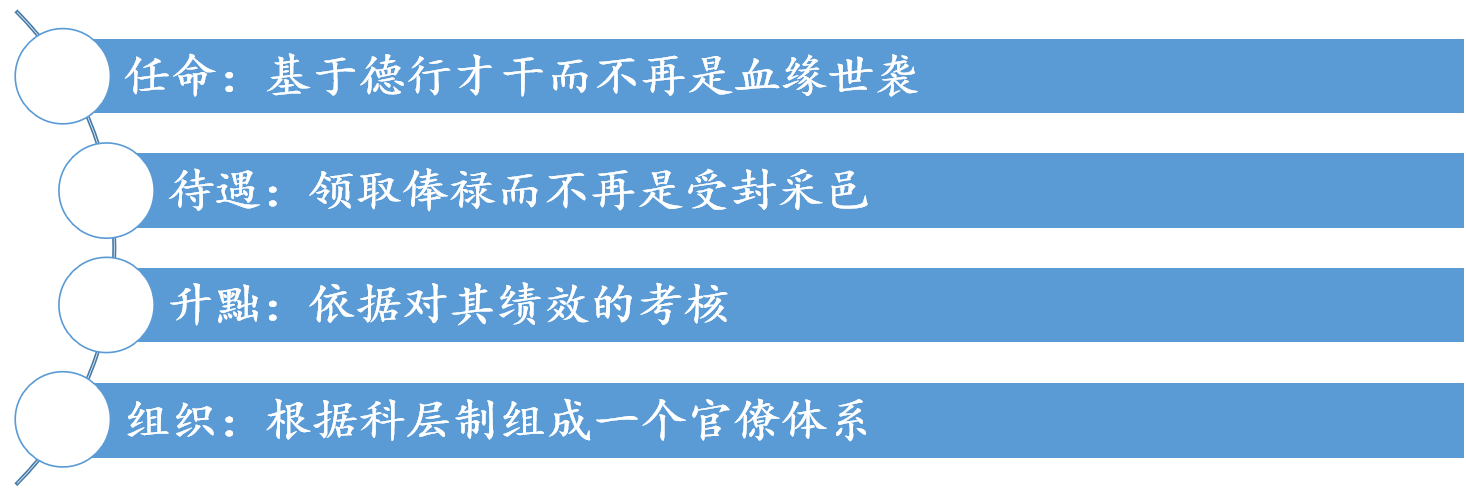 任命：基于德行才干而不再是血缘世袭
待遇：领取俸禄而不再是受封采邑
升黜：依据对其绩效的考核
组织：根据科层制组成一个官僚体系